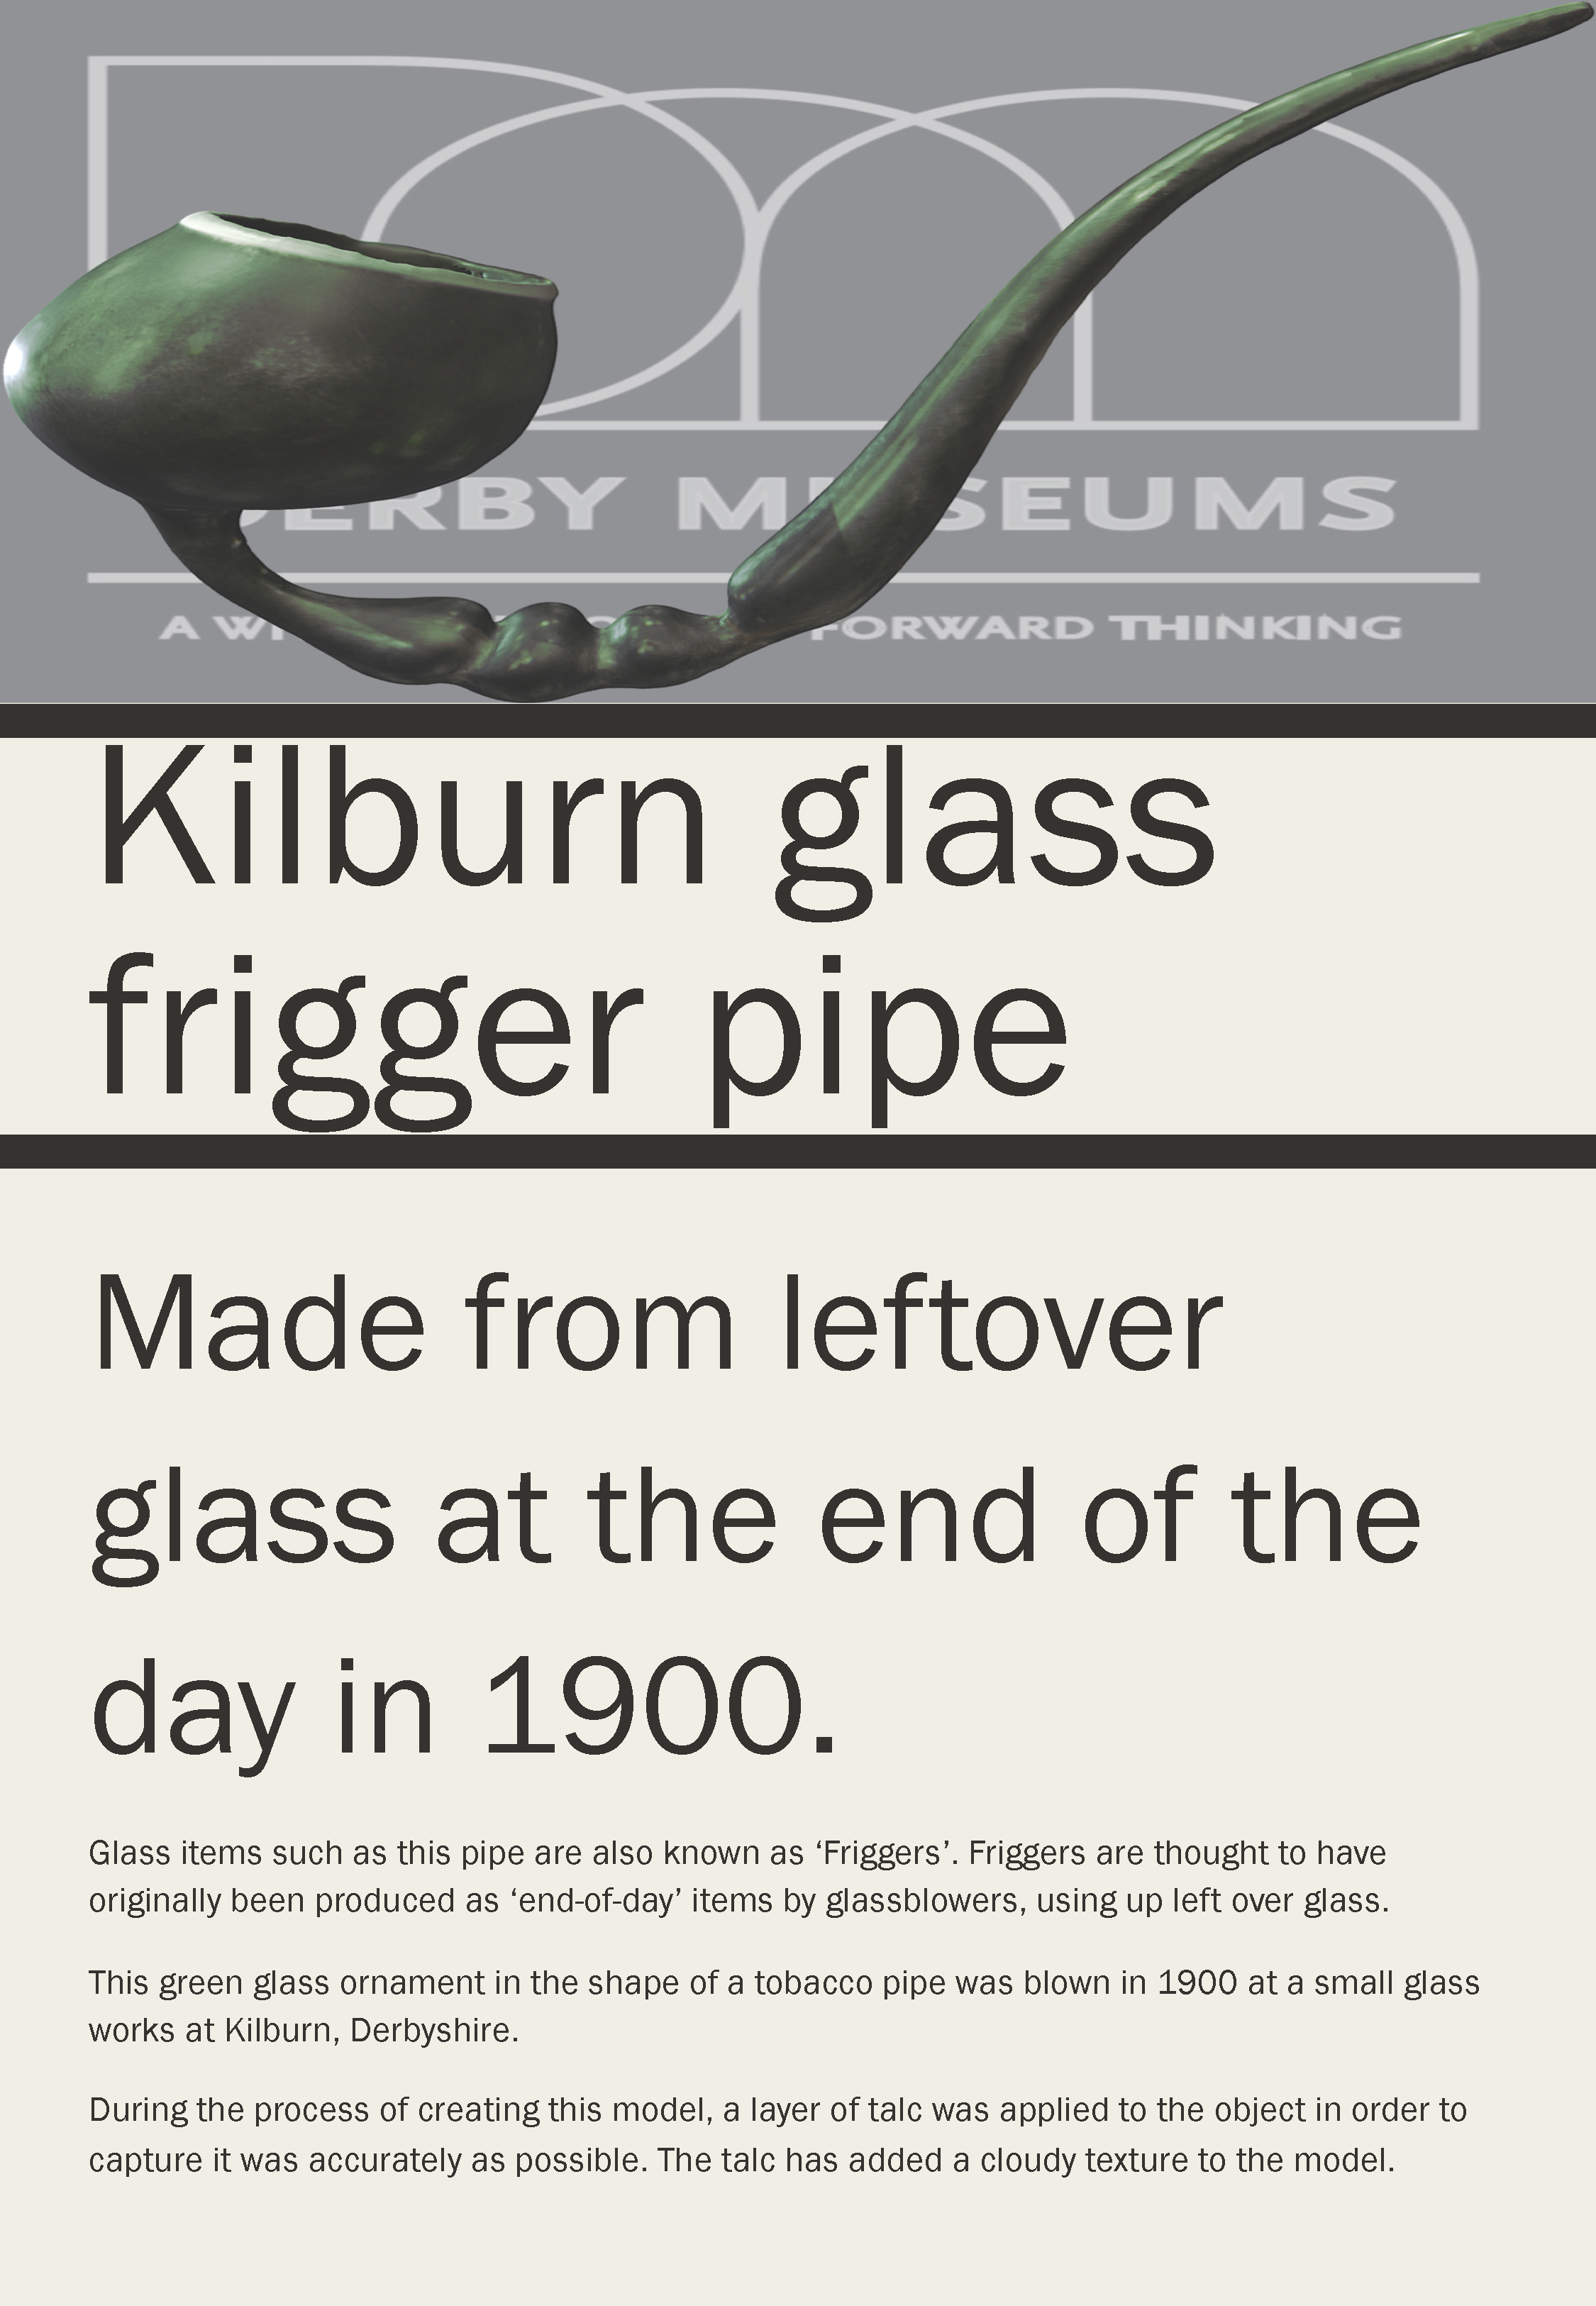 ERBY M SEUMS
A FORWARD THINKING
Kilburn glass
frigger pipe
Made from leftover
glass at the end of the
day in 1900.
Glass items such as this pipe are also known as ‘Friggers’. Friggers are thought to have
originally been produced as ‘end-of-day’ items by glassblowers, using up left over glass.
This green glass ornament in the shape of a tobacco pipe was blown in 1900 at a small glass
works at Kilburn, Derbyshire.
During the process of creating this model, a layer of talc was applied to the object in order to
capture it was accurately as possible. The talc has added a cloudy texture to the model.